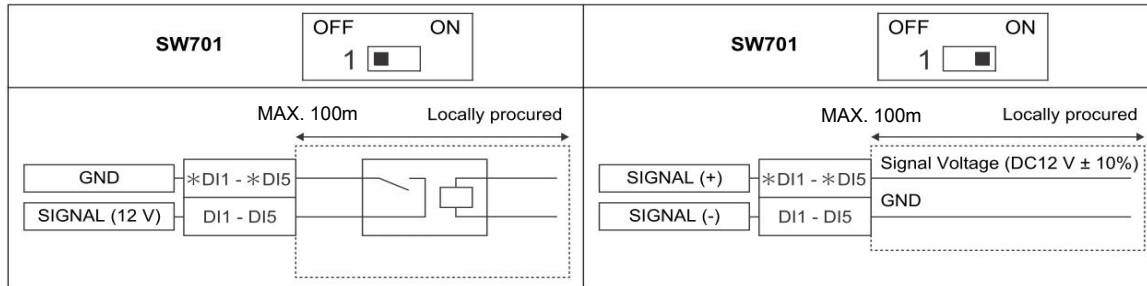 SW701
OFF ON
1
SW701
OFF ON
1
MAX. 100m Locally procured
GND ＊DI1 - ＊DI5
SIGNAL (12 V) DI1 - DI5
MAX. 100m Locally procured
SIGNAL (+) ＊DI1 - ＊DI5 Signal Voltage (DC12 V ± 10%)
SIGNAL (-) DI1 - DI5 GND